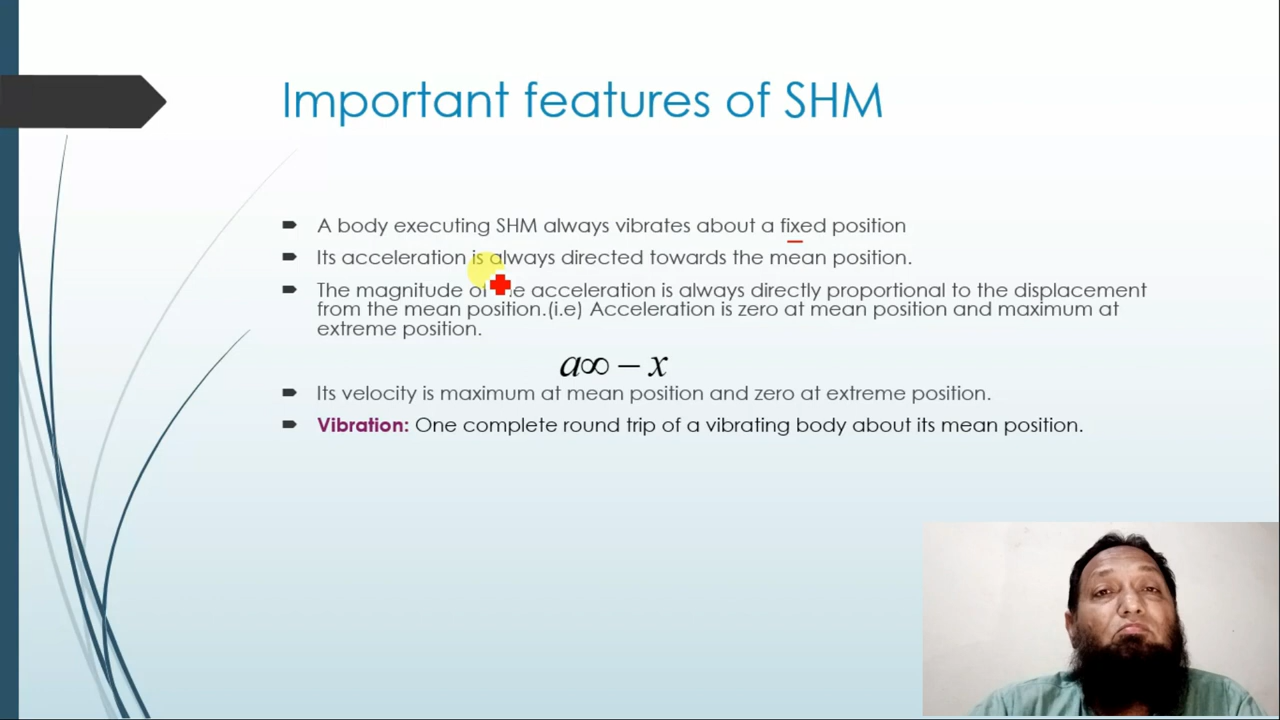 Important features of SHM
A body executing SHM always vibrates about a fixed position
Its acceleration is always directed towards the mean position.
The magnitude of the acceleration is always directly proportional to the displacement
from the mean position.(i.e) Acceleration is zero at mean position and maximum at
extreme position.
a∞ − x
Its velocity is maximum at mean position and zero at extreme position.
Vibration: One complete round trip of a vibrating body about its mean position.